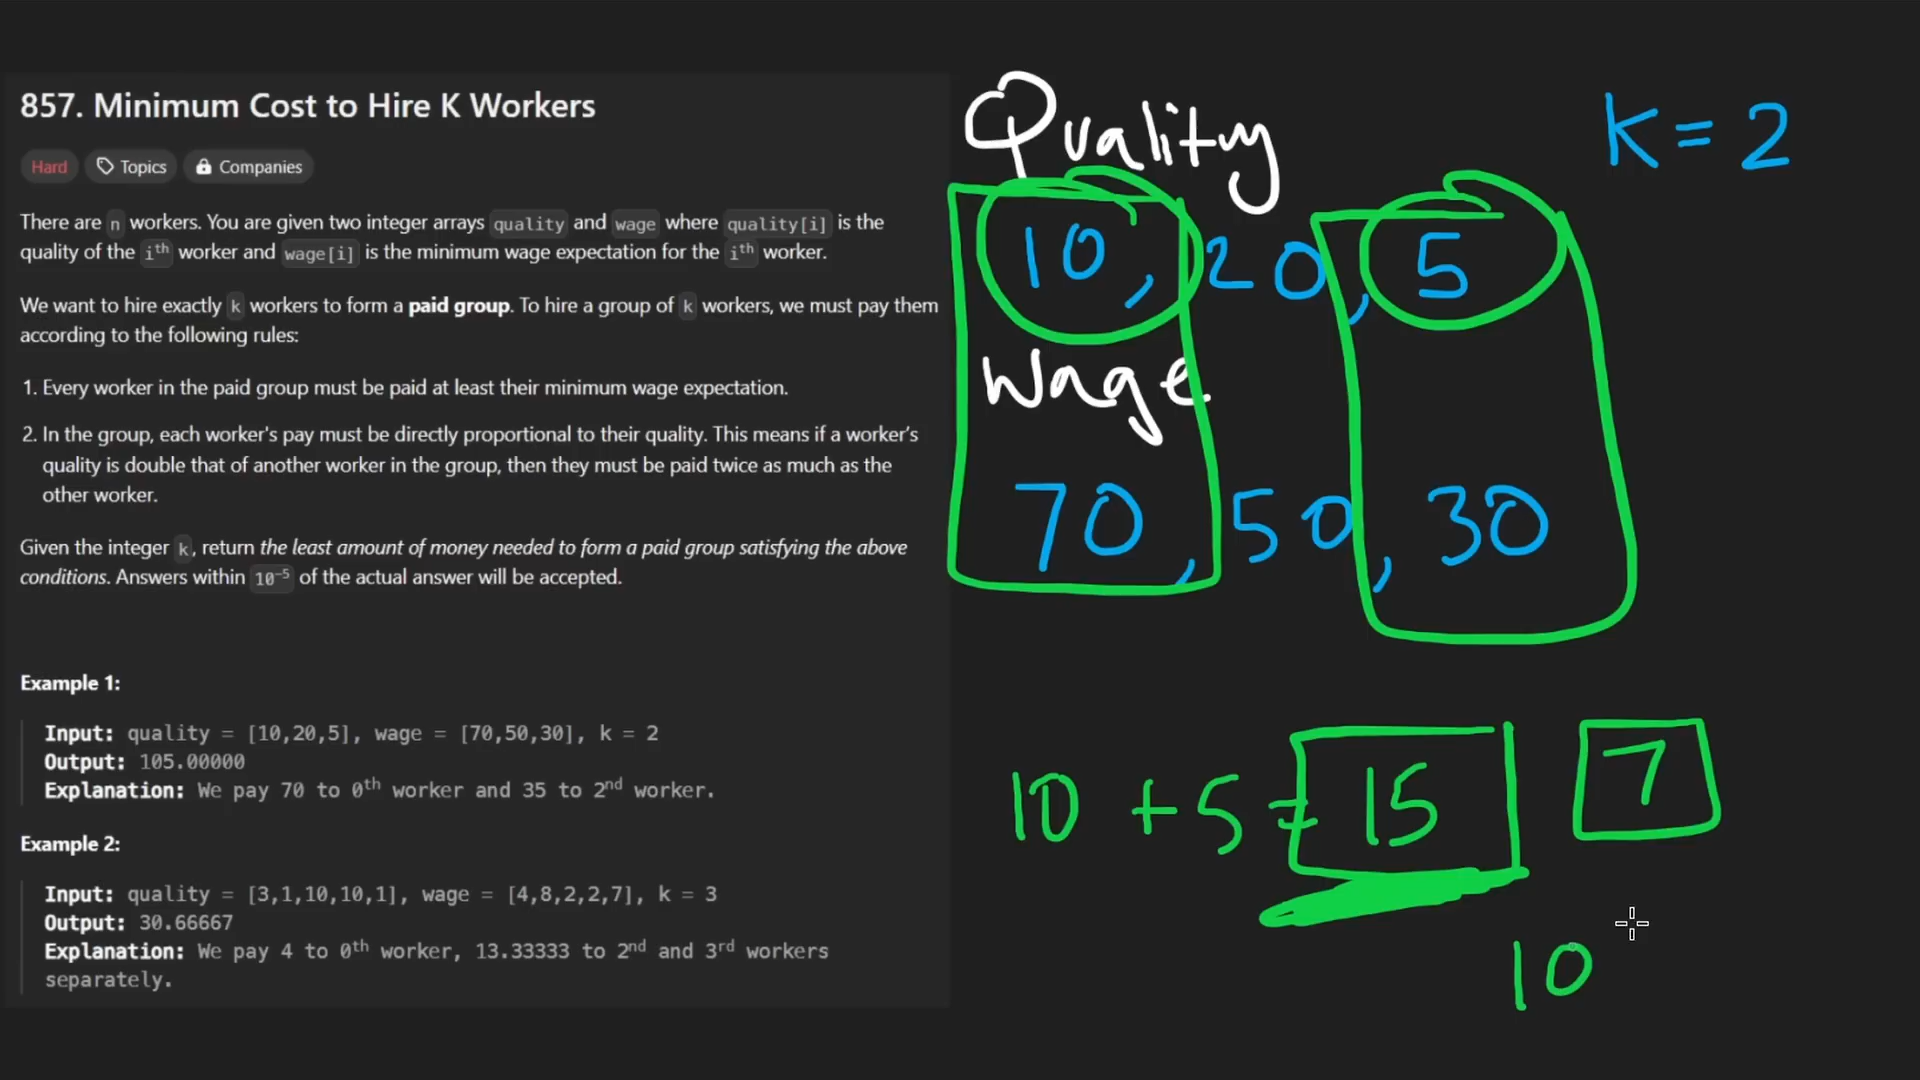 857. Minimum Cost to Hire K Workers
Hard Topics Companies
There are n workers. You are given two integer arrays quality and wage where quality[i] is the
quality of the iᵗʰ worker and wage[i] is the minimum wage expectation for the iᵗʰ worker.
We want to hire exactly k workers to form a paid group. To hire a group of k workers, we must pay them
according to the following rules:
1. Every worker in the paid group must be paid at least their minimum wage expectation.
2. In the group, each worker's pay must be directly proportional to their quality. This means if a worker's
quality is double that of another worker in the group, then they must be paid twice as much as the
other worker.
Given the integer k, return the least amount of money needed to form a paid group satisfying the above
conditions. Answers within 10⁻⁵ of the actual answer will be accepted.
Example 1:
Input: quality = [10,20,5], wage = [70,50,30], k = 2
Output: 105.00000
Explanation: We pay 70 to 0ᵗʰ worker and 35 to 2ⁿᵈ worker.
Example 2:
Input: quality = [3,1,10,10,1], wage = [4,8,2,2,7], k = 3
Output: 30.66667
Explanation: We pay 4 to 0ᵗʰ worker, 13.33333 to 2ⁿᵈ and 3ʳᵈ workers
separately.
Quality
K = 2
10, 20, 5
Wage
70, 50, 30
10 + 5 = 15 7
10